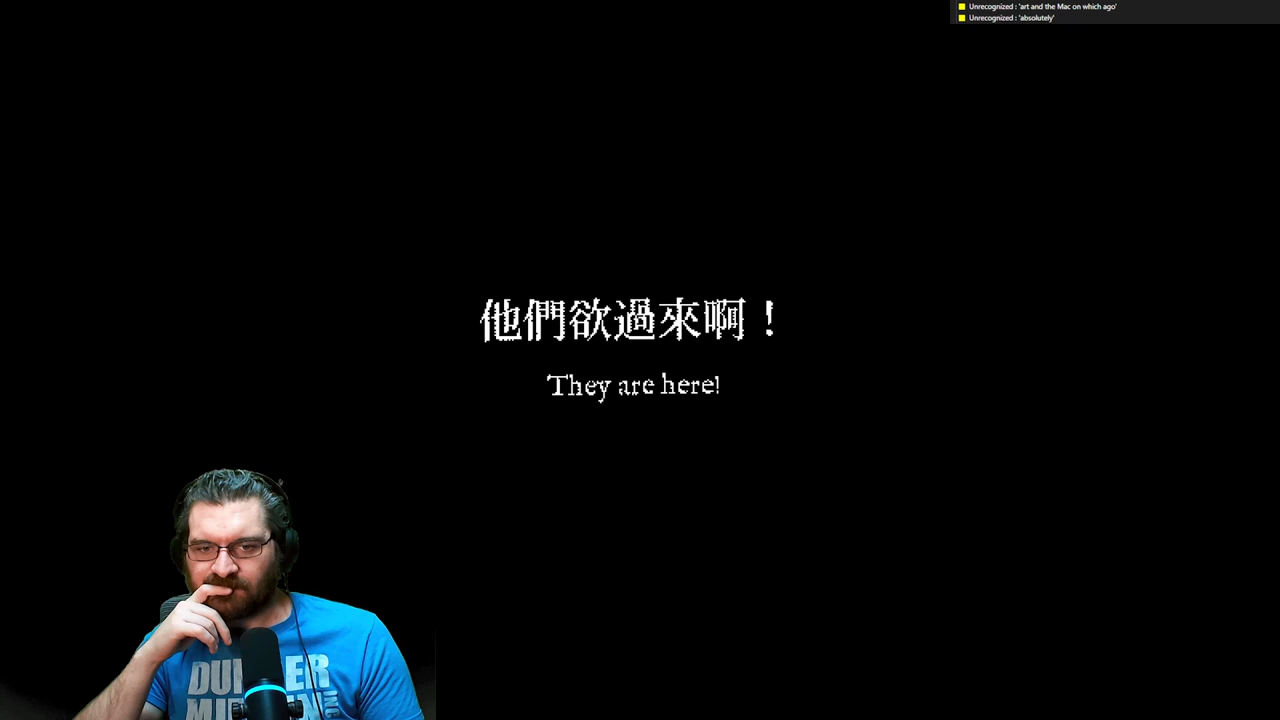 Unrecognized : 'art and the Mac on which ago'
Unrecognized : 'absolutely'
他們欲過來啊！
They are here!